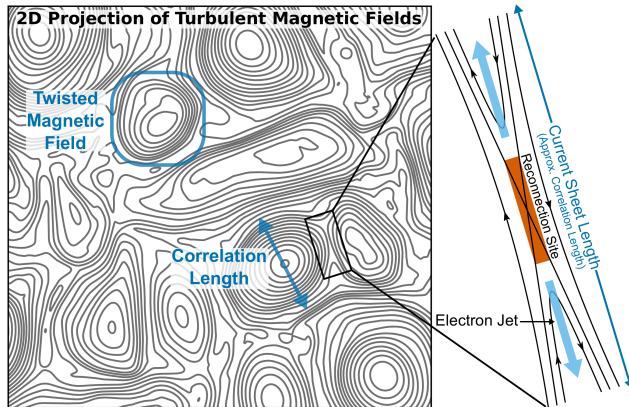 2D Projection of Turbulent Magnetic Fields
Twisted
Magnetic
Field
Correlation
Length
Current Sheet Length
(Approx. Correlation Length)
Reconnection Site
Electron Jet